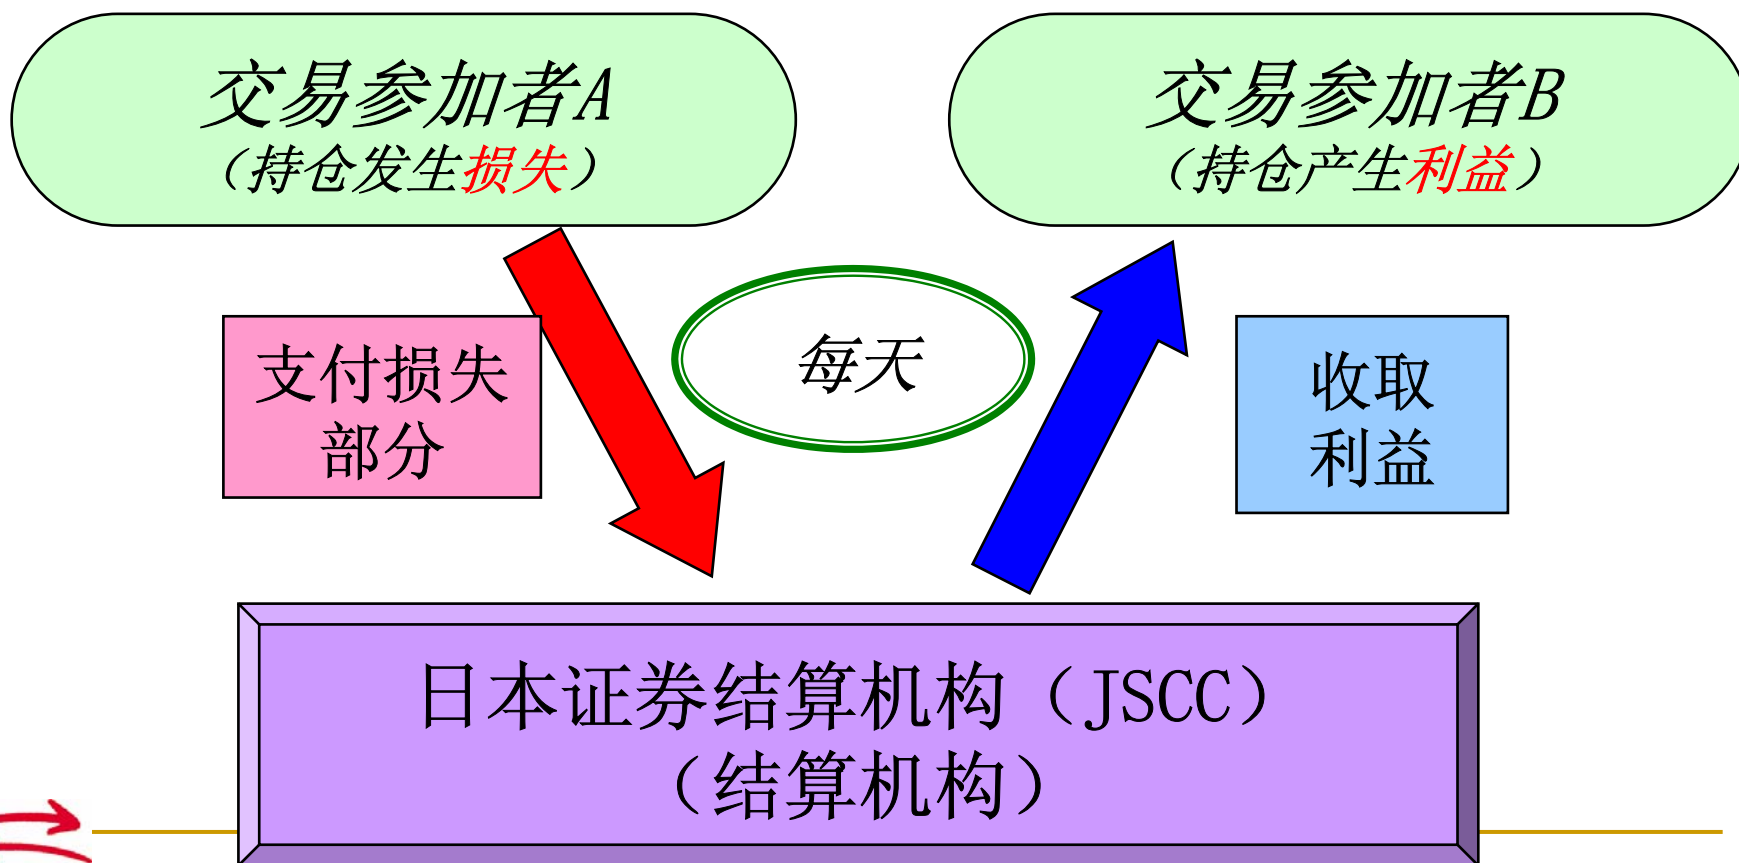 交易参加者A
（持仓发生损失）
交易参加者B
（持仓产生利益）
支付损失
部分
每天
收取
利益
日本证券结算机构（JSCC）
（结算机构）